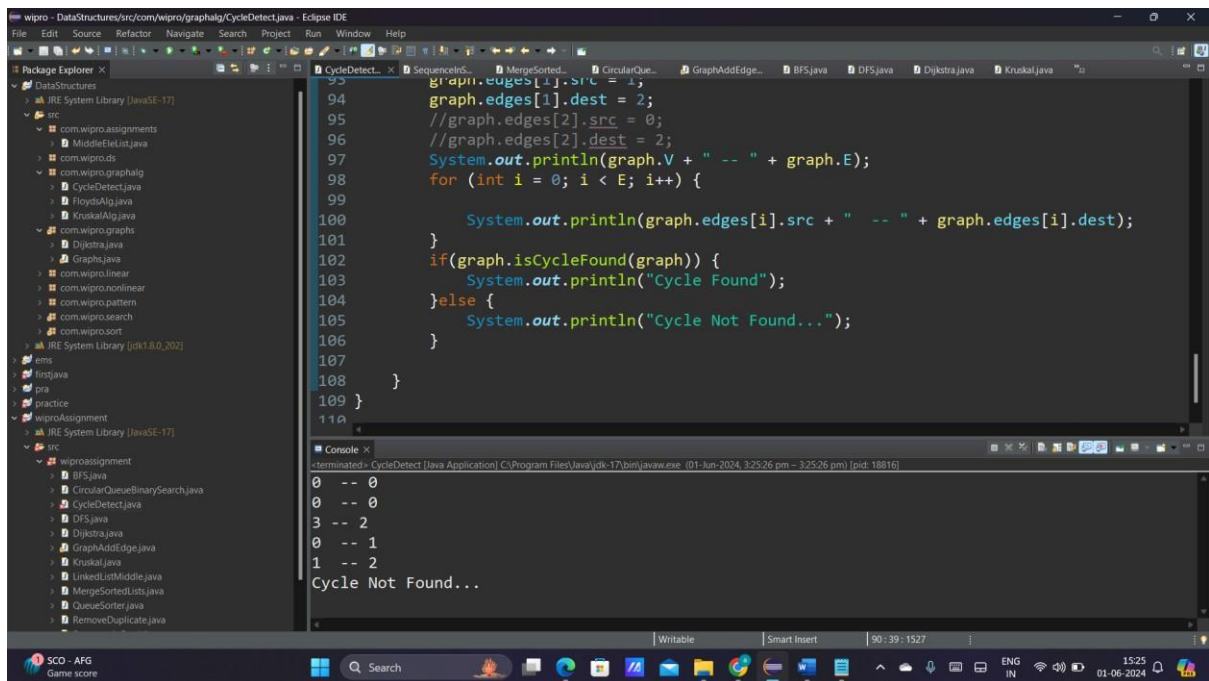 wipro - DataStructures/src/com/wipro/graphalg/CycleDetect.java - Eclipse IDE
File Edit Source Refactor Navigate Search Project Run Window Help
Package Explorer
DataStructures
JRE System Library [JavaSE-17]
src
com.wipro.assignments
MiddleEleList.java
com.wipro.ds
com.wipro.graphalg
CycleDetect.java
FloydsAlg.java
KruskalAlg.java
com.wipro.graphs
Dijkstra.java
Graphs.java
com.wipro.linear
com.wipro.nonlinear
com.wipro.pattern
com.wipro.search
com.wipro.sort
JRE System Library [jdk1.8.0_202]
ems
firstjava
pra
practice
wiproAssignment
JRE System Library [JavaSE-17]
src
wiproassignment
BFS.java
CircularQueueBinarySearch.java
CycleDetect.java
DFS.java
Dijkstra.java
GraphAddEdge.java
Kruskal.java
LinkedListMiddle.java
MergeSortedLists.java
QueueSorter.java
RemoveDuplicate.java
CycleDetect... SequenceInS... MergeSorted... CircularQue... GraphAddEdge... BFS.java DFS.java Dijkstra.java Kruskal.java
93 graph.edges[1].src = 1;
94 graph.edges[1].dest = 2;
95 //graph.edges[2].src = 0;
96 //graph.edges[2].dest = 2;
97 System.out.println(graph.V + " -- " + graph.E);
98 for (int i = 0; i < E; i++) {
99
100 System.out.println(graph.edges[i].src + "  -- " + graph.edges[i].dest);
101 }
102 if(graph.isCycleFound(graph)) {
103 System.out.println("Cycle Found");
104 }else {
105 System.out.println("Cycle Not Found...");
106 }
107
108 }
109 }
110
Console
<terminated> CycleDetect [Java Application] C:\Program Files\Java\jdk-17\bin\javaw.exe (01-Jun-2024, 3:25:26 pm – 3:25:26 pm) [pid: 18816]
0  -- 0
0  -- 0
3 -- 2
0  -- 1
1  -- 2
Cycle Not Found...
Writable Smart Insert 90 : 39 : 1527
1
SCO - AFG
Game score
Search
ENG
IN
15:25
01-06-2024